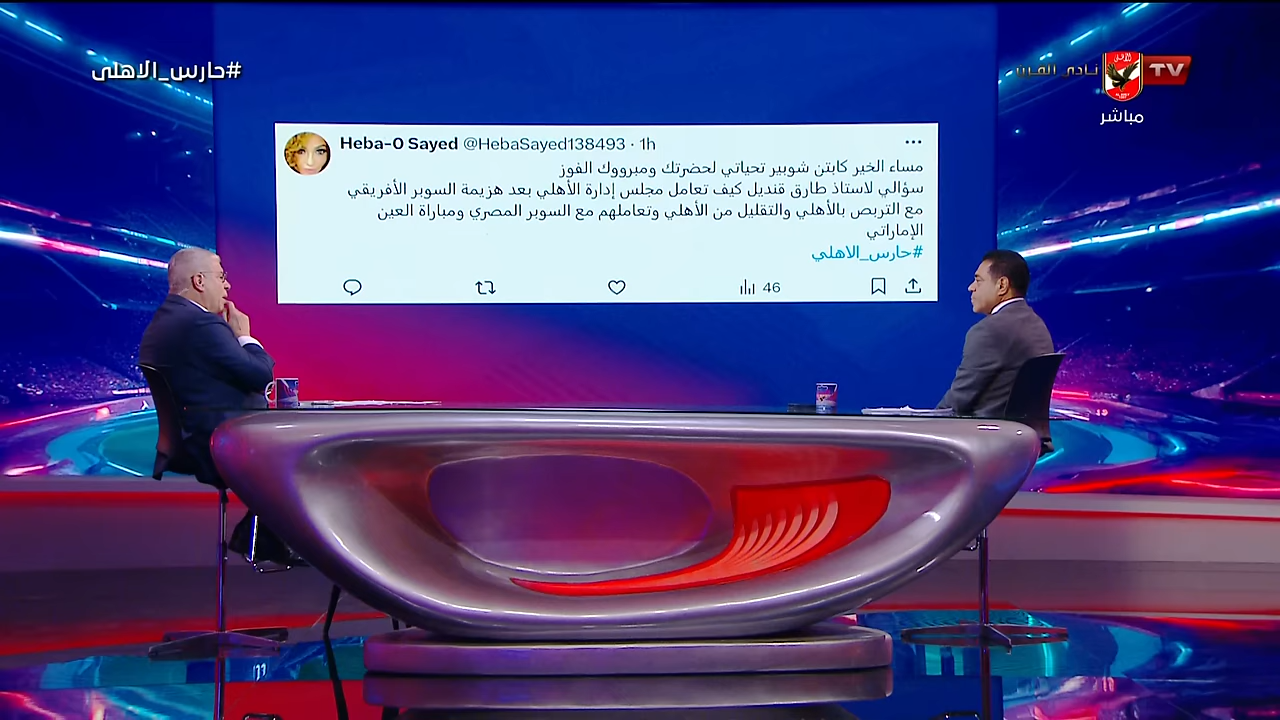 #حارس_الاهلى
نادي القرن
TV
مباشر
Heba-O Sayed @HebaSayed138493 · 1h
مساء الخير كابتن شوبير تحياتي لحضرتك ومبرووك الفوز
سؤالي لاستاذ طارق قنديل كيف تعامل مجلس إدارة الأهلي بعد هزيمة السوبر الأفريقي
مع التربص بالأهلي والتقليل من الأهلي وتعاملهم مع السوبر المصري ومباراة العين
الإماراتي
#حارس_الاهلي
46